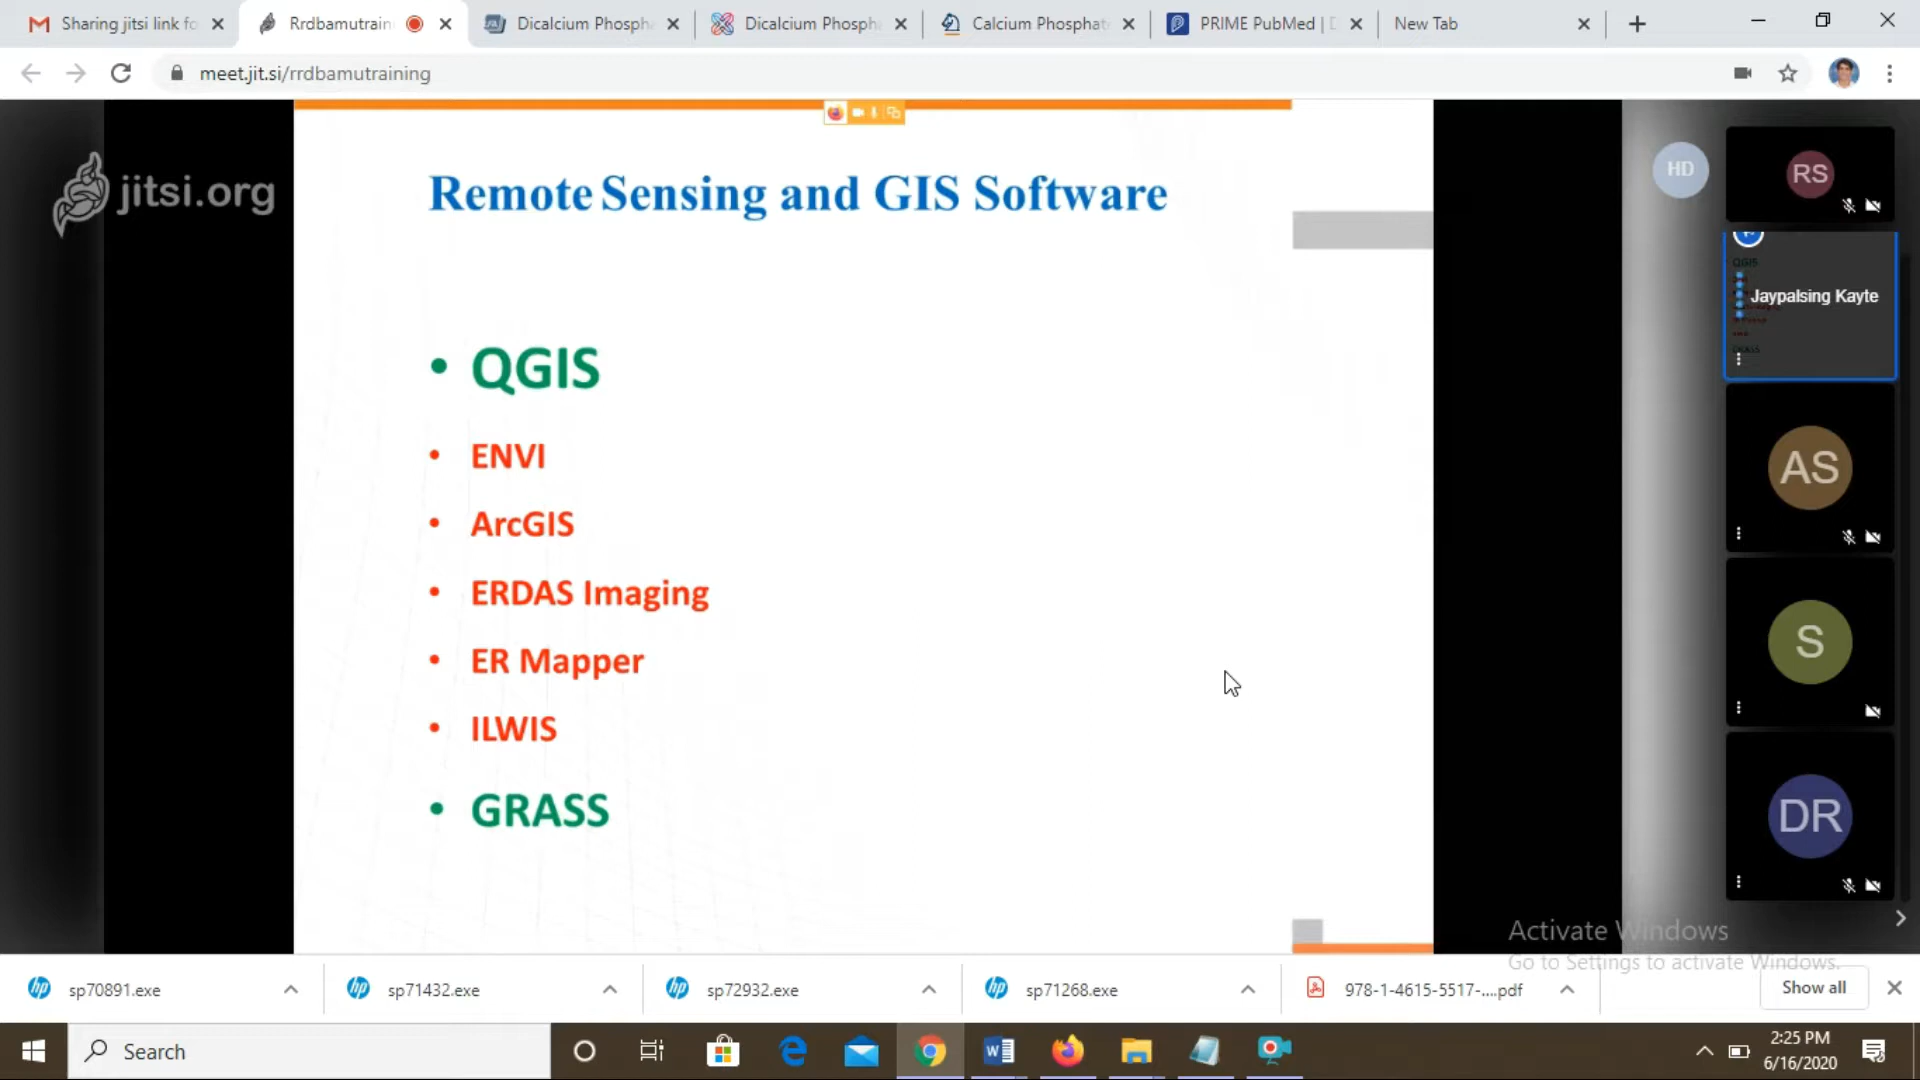 Sharing jitsi link fo
Rrdbamutrain
Dicalcium Phosph
Dicalcium Phosph
Calcium Phosphat
PRIME PubMed | D
New Tab
meet.jit.si/rrdbamutraining
jitsi.org
Remote Sensing and GIS Software
• QGIS
• ENVI
• ArcGIS
• ERDAS Imaging
• ER Mapper
• ILWIS
• GRASS
HD
RS
QGIS
Jaypalsing Kayte
GRASS
AS
S
DR
Activate Windows
Go to Settings to activate Windows.
sp70891.exe
sp71432.exe
sp72932.exe
sp71268.exe
978-1-4615-5517-....pdf
Show all
Search
2:25 PM
6/16/2020